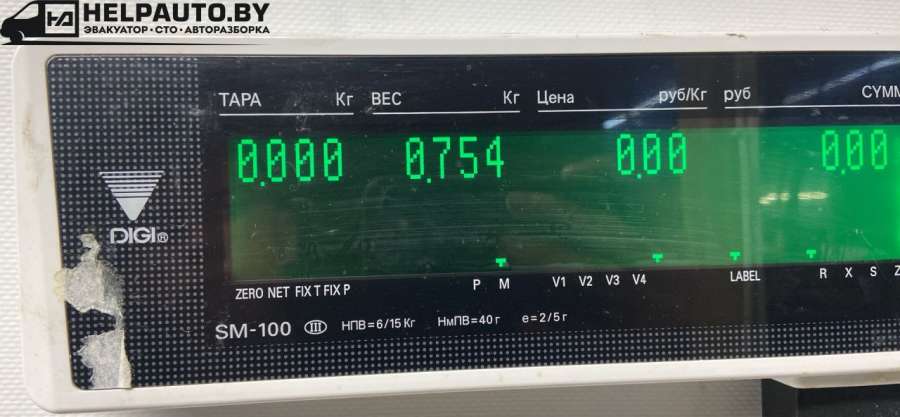 HELPAUTO.BY
ЭВАКУАТОР · СТО · АВТОРАЗБОРКА
ТАРА Кг ВЕС Кг Цена руб/Кг руб СУММ
0.000 0.754 0.00 0.00
DIGI®
ZERO NET FIX T FIX P P M V1 V2 V3 V4 LABEL R X S Z
SM-100 III НПВ=6/15 Кг НмПВ=40 г e=2/5 г